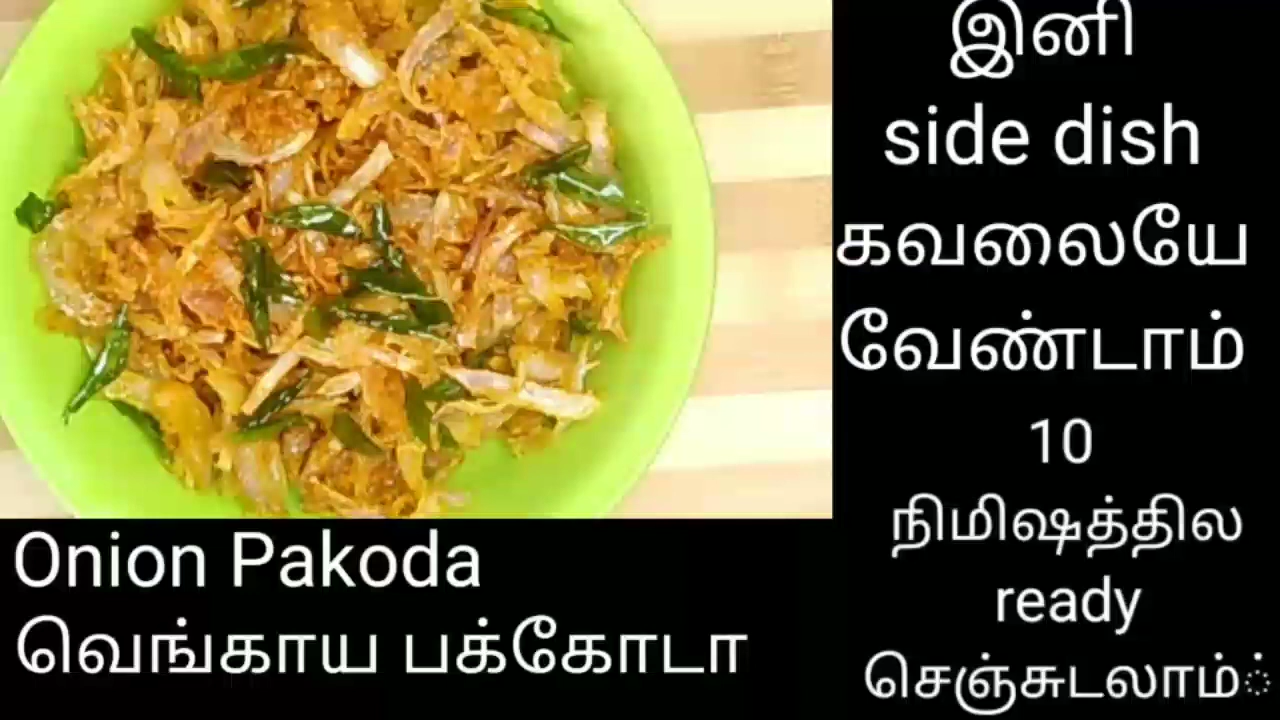 இனி
side dish
கவலையே
வேண்டாம்
10
நிமிஷத்தில
ready
செஞ்சுடலாம்்
Onion Pakoda
வெங்காய பக்கோடா